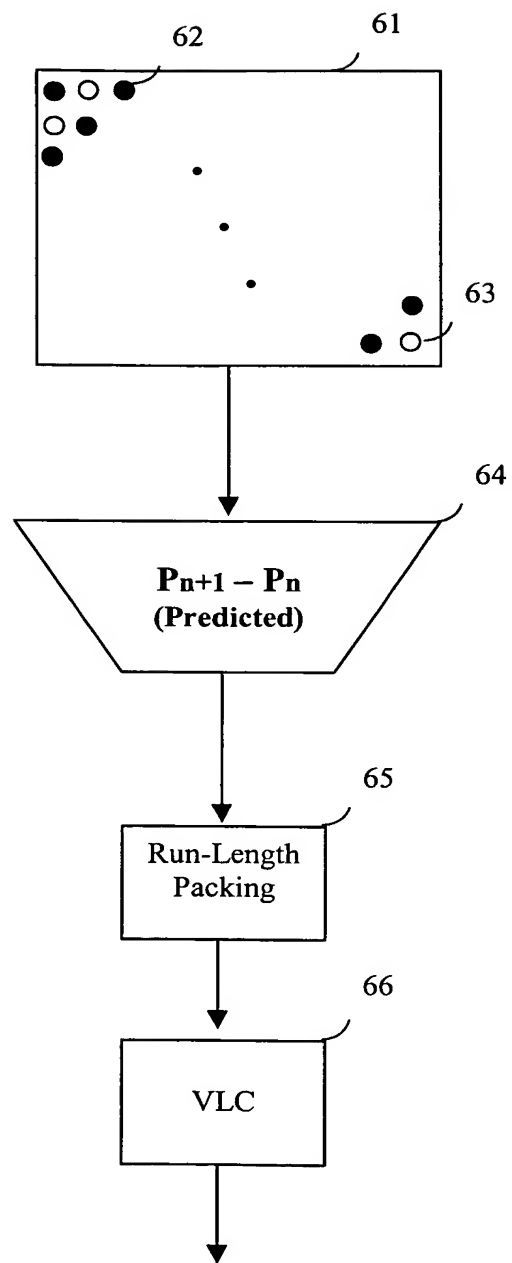 62
61
63
64
Pn+1 – Pn
(Predicted)
65
Run-Length
Packing
66
VLC